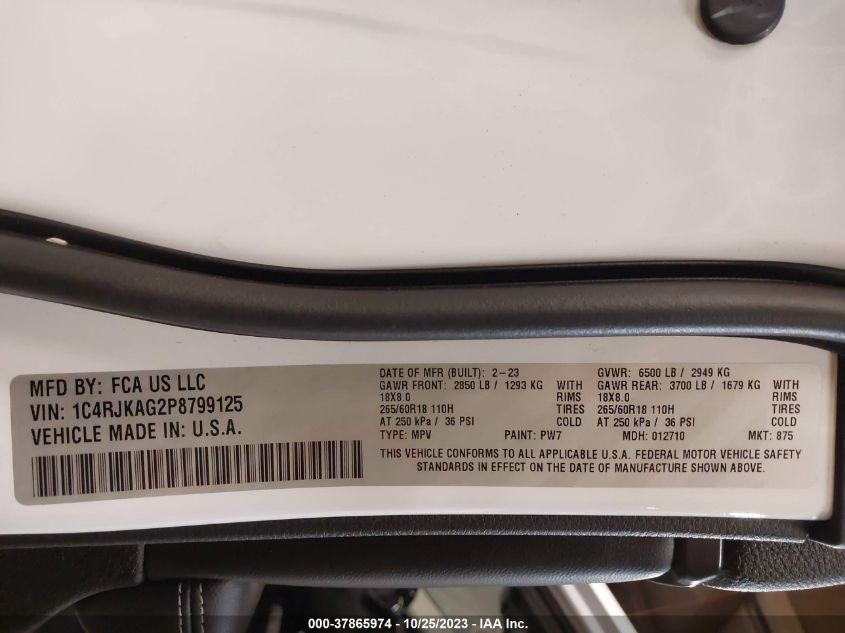 MFD BY: FCA US LLC
VIN: 1C4RJKAG2P8799125
VEHICLE MADE IN: U.S.A.
DATE OF MFR (BUILT): 2-23 GVWR: 6500 LB / 2949 KG
GAWR FRONT: 2850 LB / 1293 KG WITH GAWR REAR: 3700 LB / 1679 KG WITH
18X8.0 RIMS 18X8.0 RIMS
265/60R18 110H TIRES 265/60R18 110H TIRES
AT 250 kPa / 36 PSI COLD AT 250 kPa / 36 PSI COLD
TYPE: MPV PAINT: PW7 MDH: 012710 MKT: 875
THIS VEHICLE CONFORMS TO ALL APPLICABLE U.S.A. FEDERAL MOTOR VEHICLE SAFETY
STANDARDS IN EFFECT ON THE DATE OF MANUFACTURE SHOWN ABOVE.
000-37865974 - 10/25/2023 - IAA Inc.